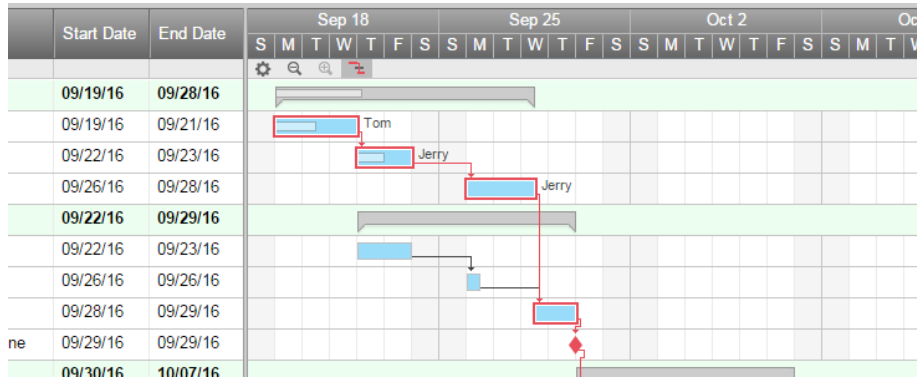 Sep 18 Sep 25 Oct 2 Oc
Start Date End Date
S M T W T F S S M T W T F S S M T W T F S S M T W
09/19/16 09/28/16
09/19/16 09/21/16 Tom
09/22/16 09/23/16 Jerry
09/26/16 09/28/16 Jerry
09/22/16 09/29/16
09/22/16 09/23/16
09/26/16 09/26/16
09/28/16 09/29/16
ne 09/29/16 09/29/16
09/30/16 10/07/16